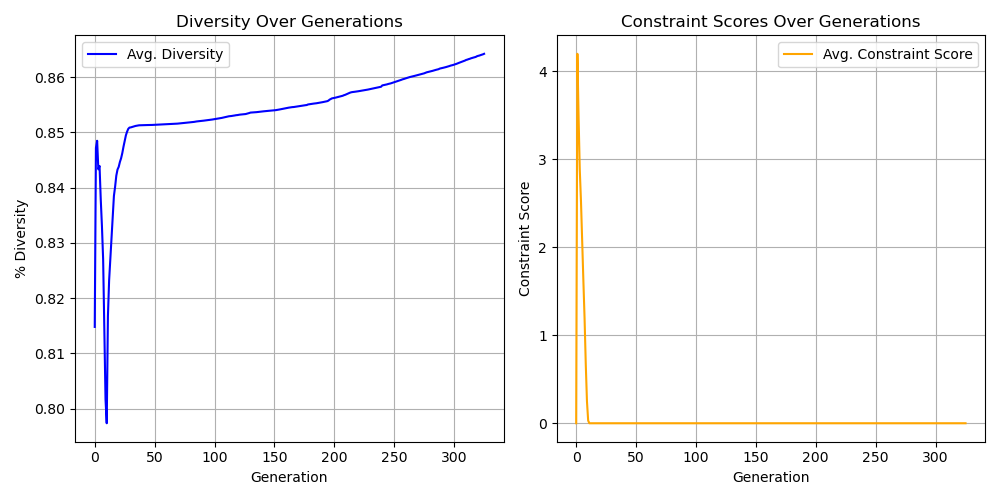 Diversity Over Generations
Avg. Diversity
% Diversity
0.86
0.85
0.84
0.83
0.82
0.81
0.80
0 50 100 150 200 250 300
Generation
Constraint Scores Over Generations
Avg. Constraint Score
Constraint Score
4
3
2
1
0
0 50 100 150 200 250 300
Generation